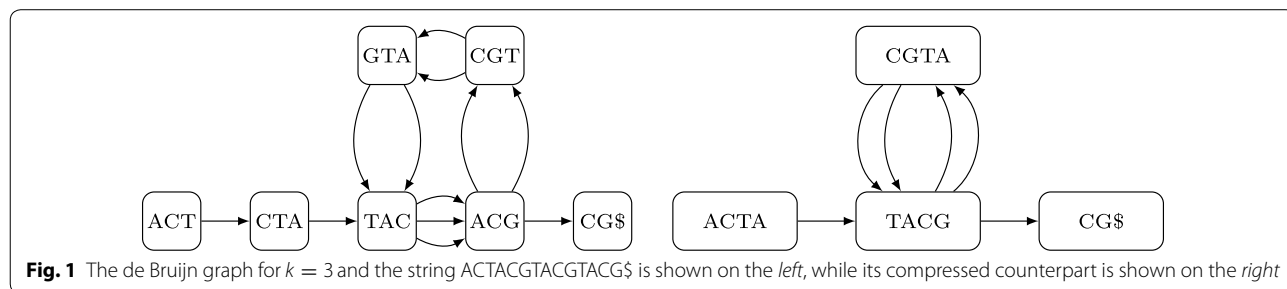 GTA CGT CGTA
ACT CTA TAC ACG CG$ ACTA TACG CG$
Fig. 1 The de Bruijn graph for k = 3 and the string ACTACGTACGTACG$ is shown on the left, while its compressed counterpart is shown on the right